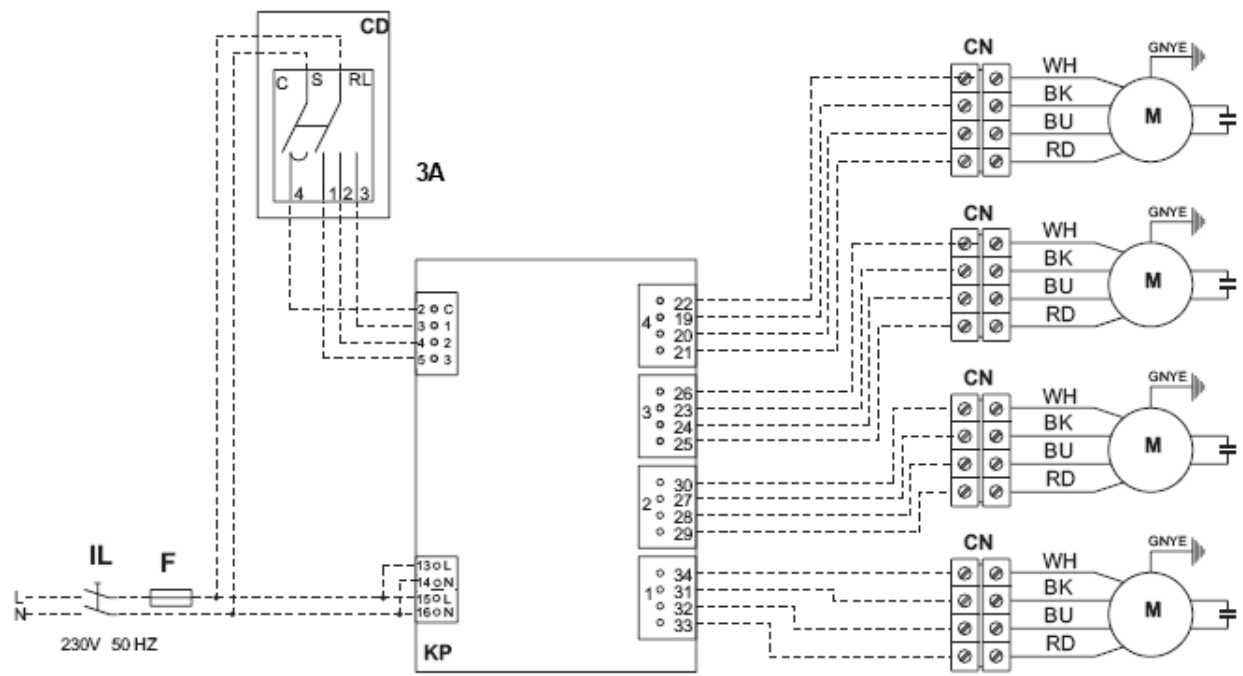 CD
C S RL
4 1 2 3
3A
2 C
3 1
4 2
5 3
13 L
14 N
15 L
16 N
KP
IL F
L
N
230V 50 HZ
4
22
19
20
21
3
26
23
24
25
2
30
27
28
29
1
34
31
32
33
CN
WH
BK
BU
RD
M
GNYE
CN
WH
BK
BU
RD
M
GNYE
CN
WH
BK
BU
RD
M
GNYE
CN
WH
BK
BU
RD
M
GNYE